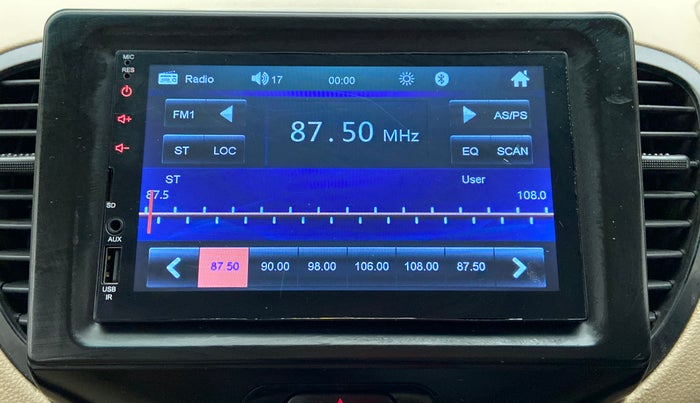 MIC
RES
Radio 17 00:00
FM1 AS/PS
87.50 MHz
ST LOC EQ SCAN
ST User
87.5 108.0
SD
AUX
87.50 90.00 98.00 106.00 108.00 87.50
USB
IR